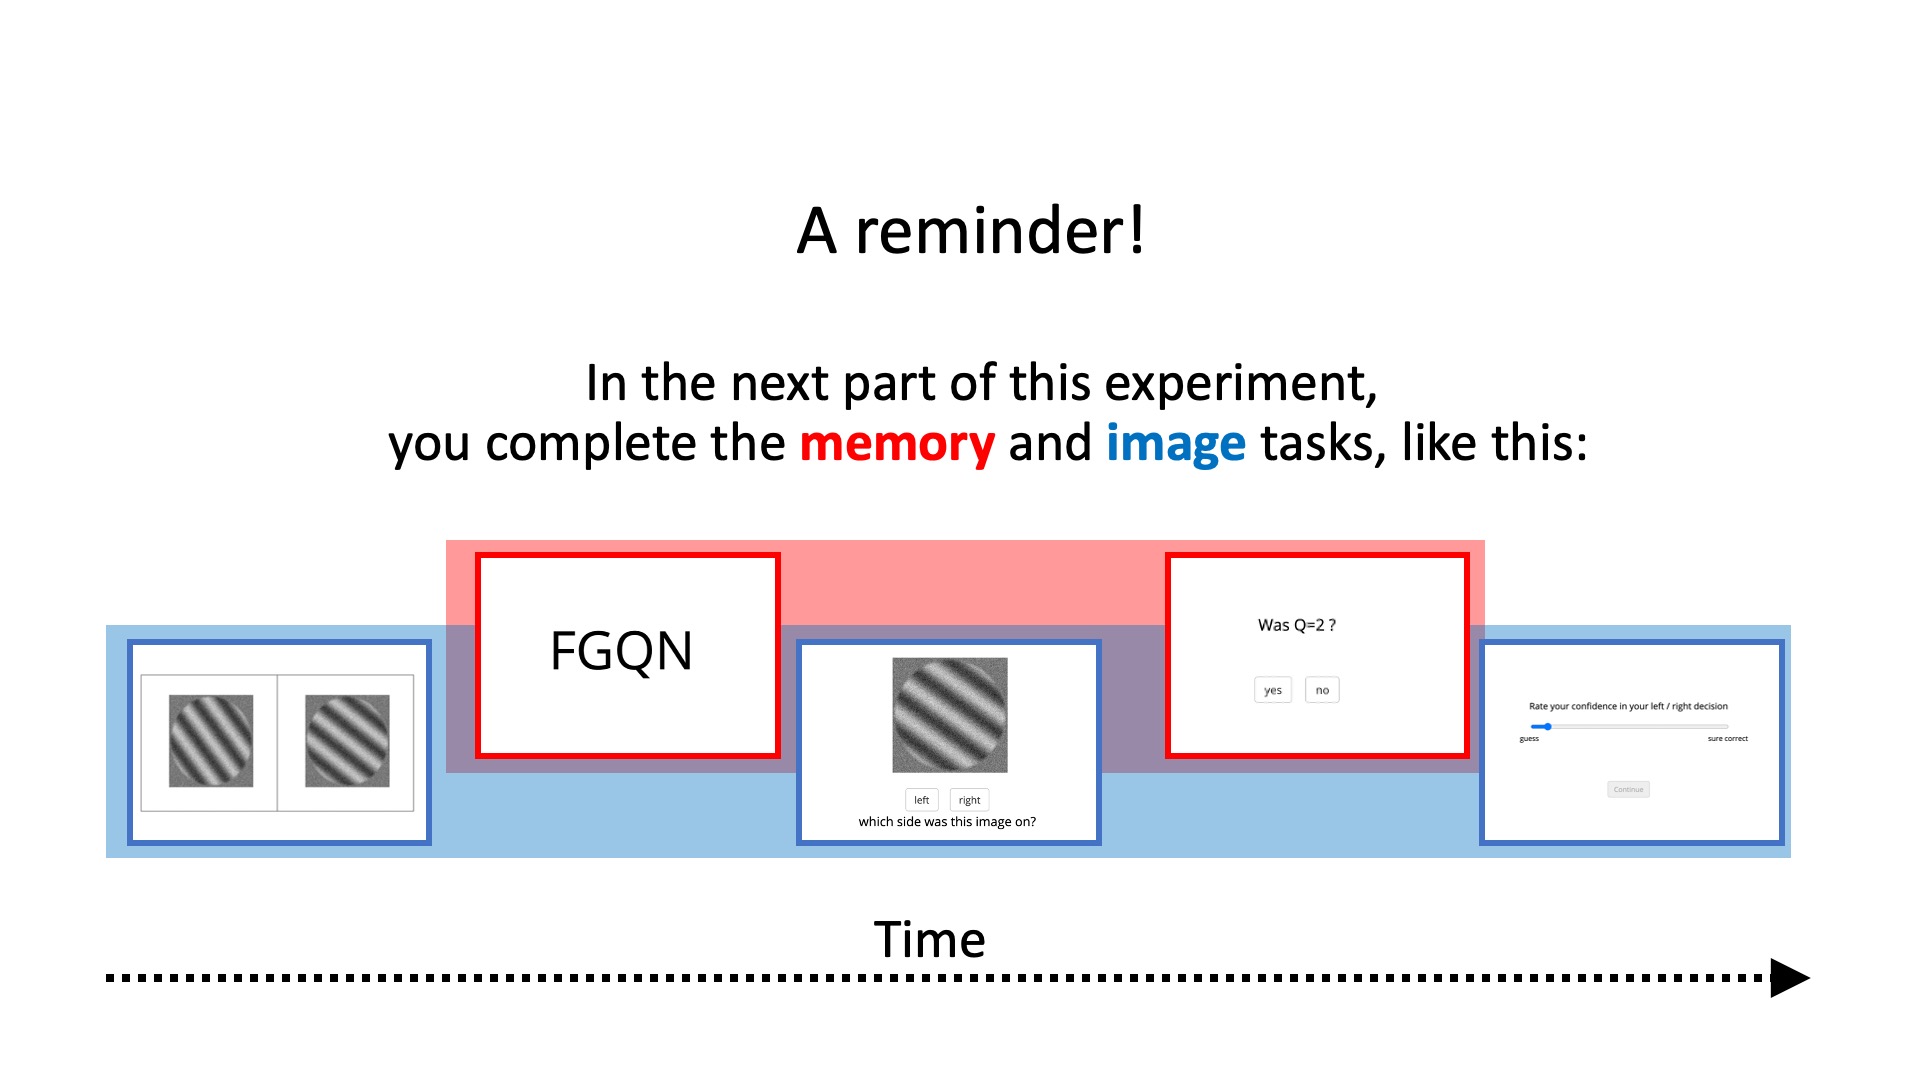 A reminder!
In the next part of this experiment,
you complete the memory and image tasks, like this:
FGQN
left
right
which side was this image on?
Was Q=2 ?
yes
no
Rate your confidence in your left / right decision
guess
sure correct
Continue
Time